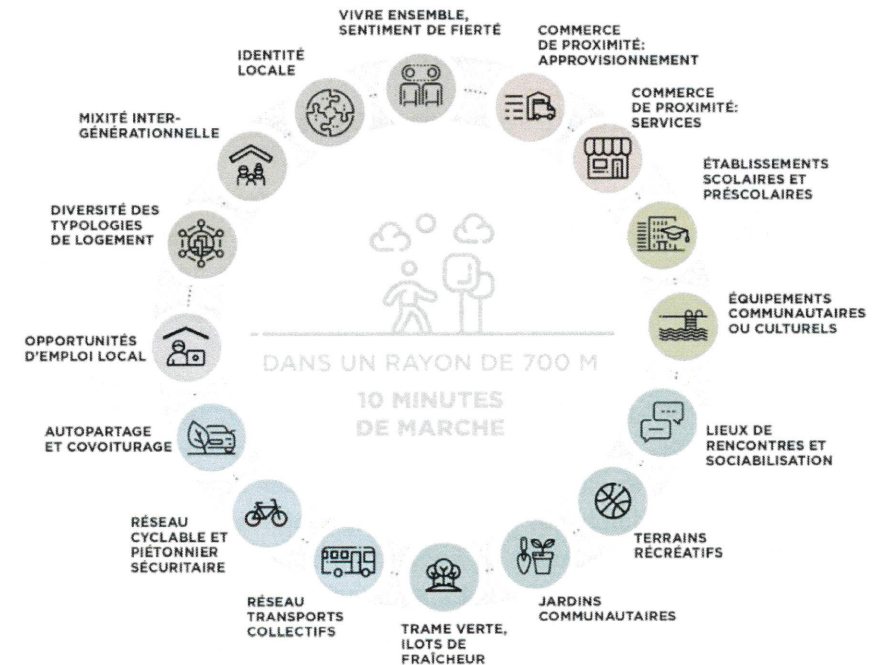 VIVRE ENSEMBLE,
SENTIMENT DE FIERTÉ
COMMERCE
DE PROXIMITÉ:
APPROVISIONNEMENT
COMMERCE
DE PROXIMITÉ:
SERVICES
ÉTABLISSEMENTS
SCOLAIRES ET
PRÉSCOLAIRES
ÉQUIPEMENTS
COMMUNAUTAIRES
OU CULTURELS
LIEUX DE
RENCONTRES ET
SOCIABILISATION
TERRAINS
RÉCRÉATIFS
JARDINS
COMMUNAUTAIRES
TRAME VERTE,
ILOTS DE
FRAÎCHEUR
RÉSEAU
TRANSPORTS
COLLECTIFS
RÉSEAU
CYCLABLE ET
PIÉTONNIER
SÉCURITAIRE
AUTOPARTAGE
ET COVOITURAGE
OPPORTUNITÉS
D'EMPLOI LOCAL
DIVERSITÉ DES
TYPOLOGIES
DE LOGEMENT
MIXITÉ INTER-
GÉNÉRATIONNELLE
IDENTITÉ
LOCALE
DANS UN RAYON DE 700 M
10 MINUTES
DE MARCHE